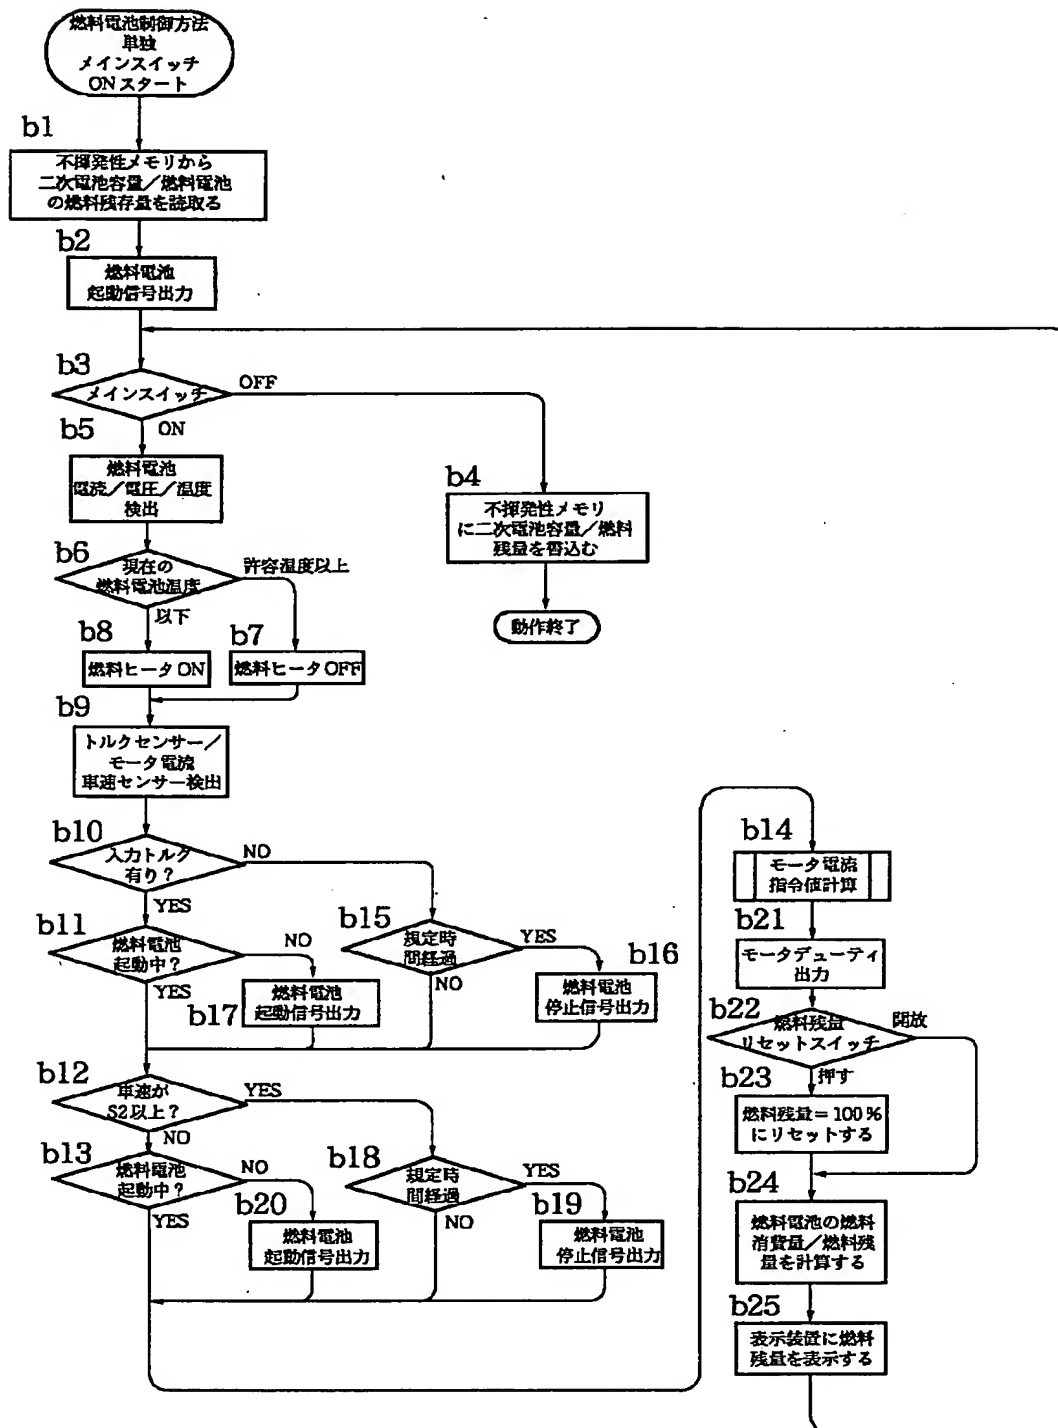 燃料電池制御方法
単独
メインスイッチ
ONスタート
b1
不揮発性メモリから
二次電池容量／燃料電池
の燃料残存量を読取る
b2
燃料電池
起動信号出力
b3
メインスイッチ
OFF
ON
b4
不揮発性メモリ
に二次電池容量／燃料
残量を書込む
動作終了
b5
燃料電池
電流／電圧／温度
検出
b6
現在の
燃料電池温度
許容温度以上
以下
b8
燃料ヒータON
b7
燃料ヒータOFF
b9
トルクセンサー／
モータ電流
車速センサー検出
b10
入力トルク
有り？
NO
YES
b11
燃料電池
起動中？
NO
YES
b15
規定時
間経過
YES
NO
b16
燃料電池
停止信号出力
b17
燃料電池
起動信号出力
b12
車速が
S2以上？
YES
NO
b13
燃料電池
起動中？
NO
YES
b18
規定時
間経過
YES
NO
b20
燃料電池
起動信号出力
b19
燃料電池
停止信号出力
b14
モータ電流
指令値計算
b21
モータデューティ
出力
b22
燃料残量
リセットスイッチ
開放
押す
b23
燃料残量＝100％
にリセットする
b24
燃料電池の燃料
消費量／燃料残
量を計算する
b25
表示装置に燃料
残量を表示する